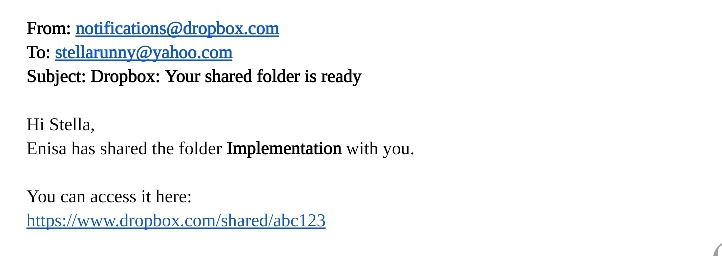 From: notifications@dropbox.com
To: stellarunny@yahoo.com
Subject: Dropbox: Your shared folder is ready
Hi Stella,
Enisa has shared the folder Implementation with you.
You can access it here:
https://www.dropbox.com/shared/abc123